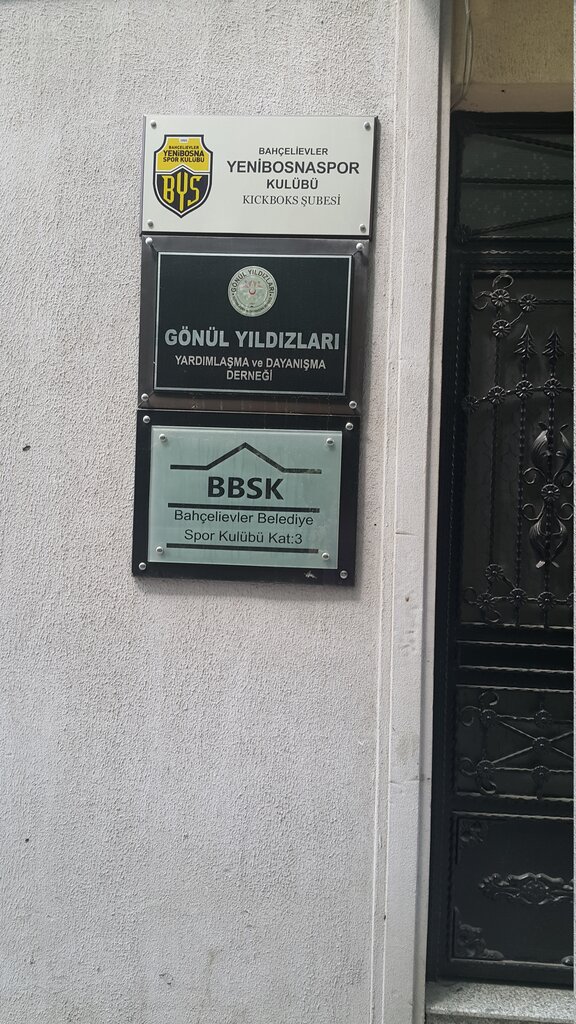 BAHÇELİEVLER
YENİBOSNA
SPOR KULÜBÜ
BYS
BAHÇELİEVLER
YENİBOSNASPOR
KULÜBÜ
KICKBOKS ŞUBESİ
GÖNÜL YILDIZLARI
GÖNÜL YILDIZLARI
YARDIMLAŞMA ve DAYANIŞMA
DERNEĞİ
BBSK
Bahçelievler Belediye
Spor Kulübü Kat:3